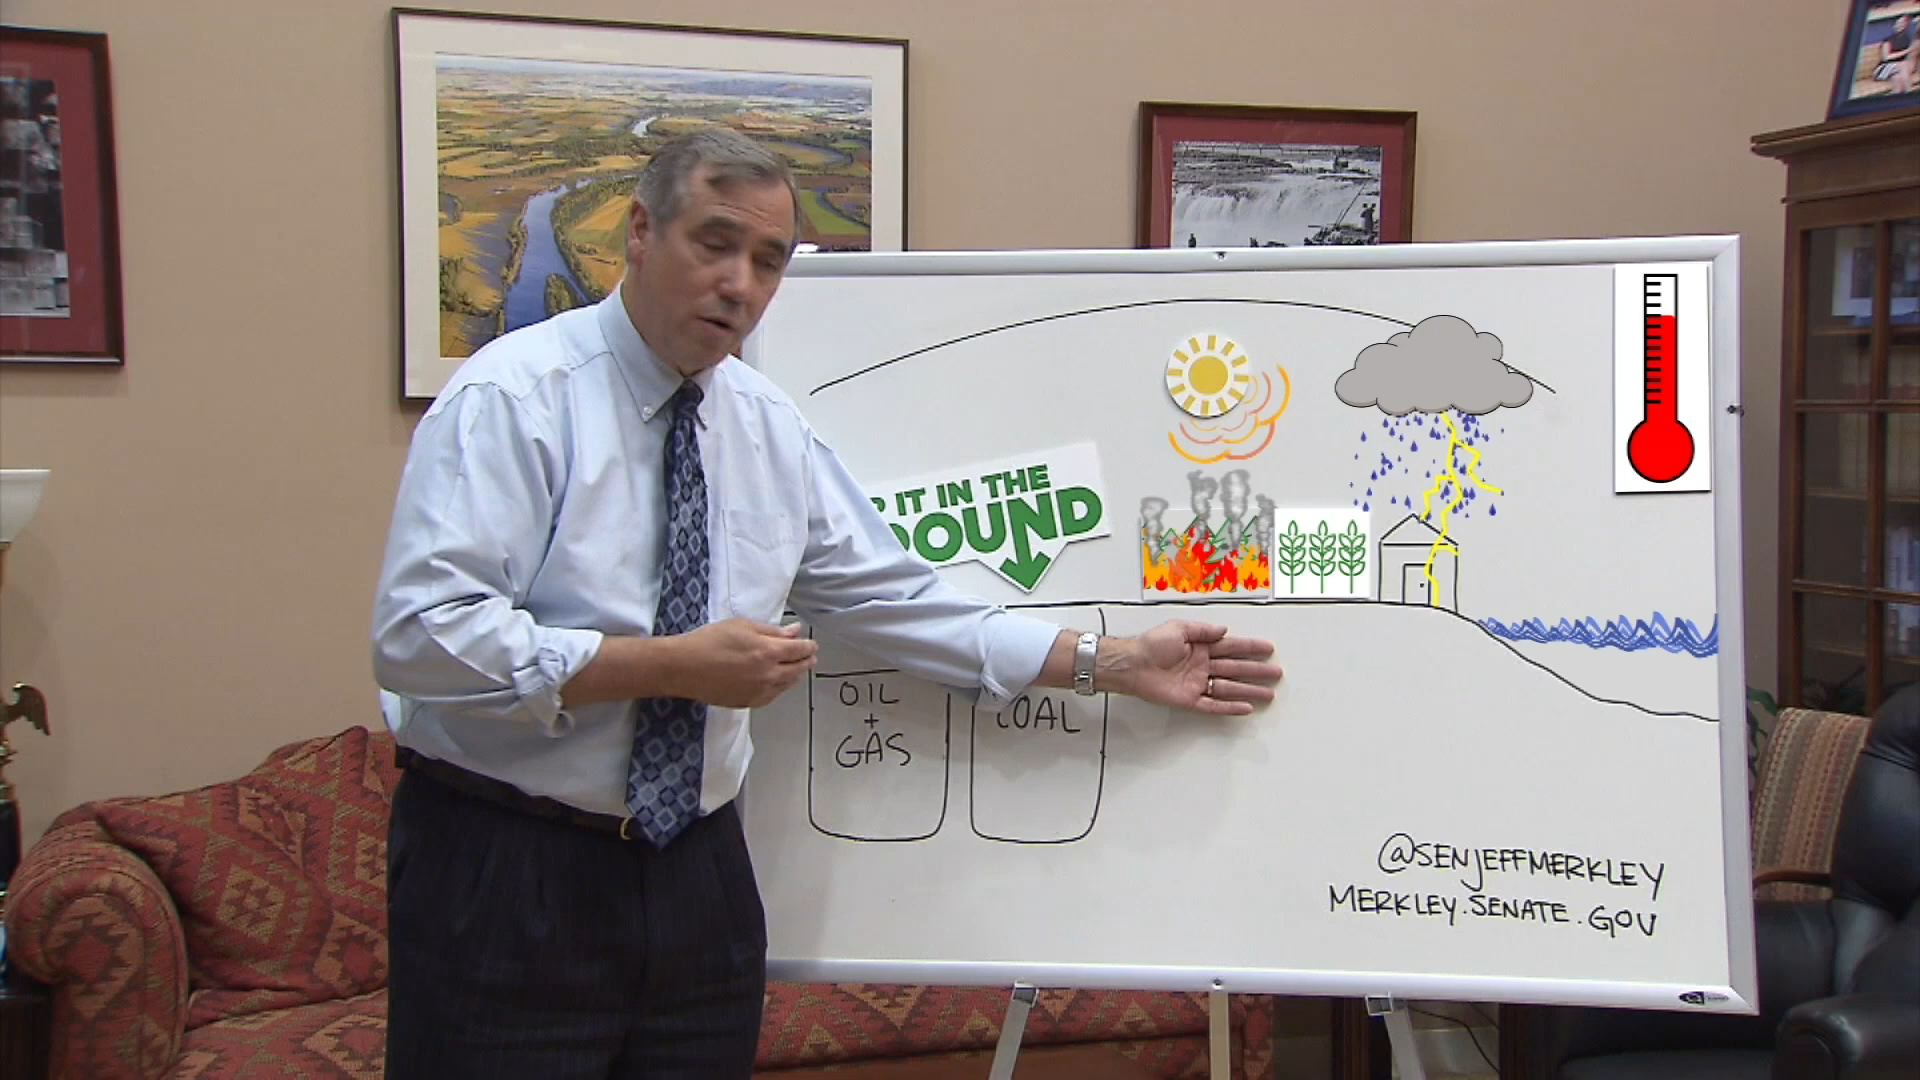 IT IN THE
OUND
OIL
+
GAS
COAL
@SENJEFFMERKLEY
MERKLEY.SENATE.GOV